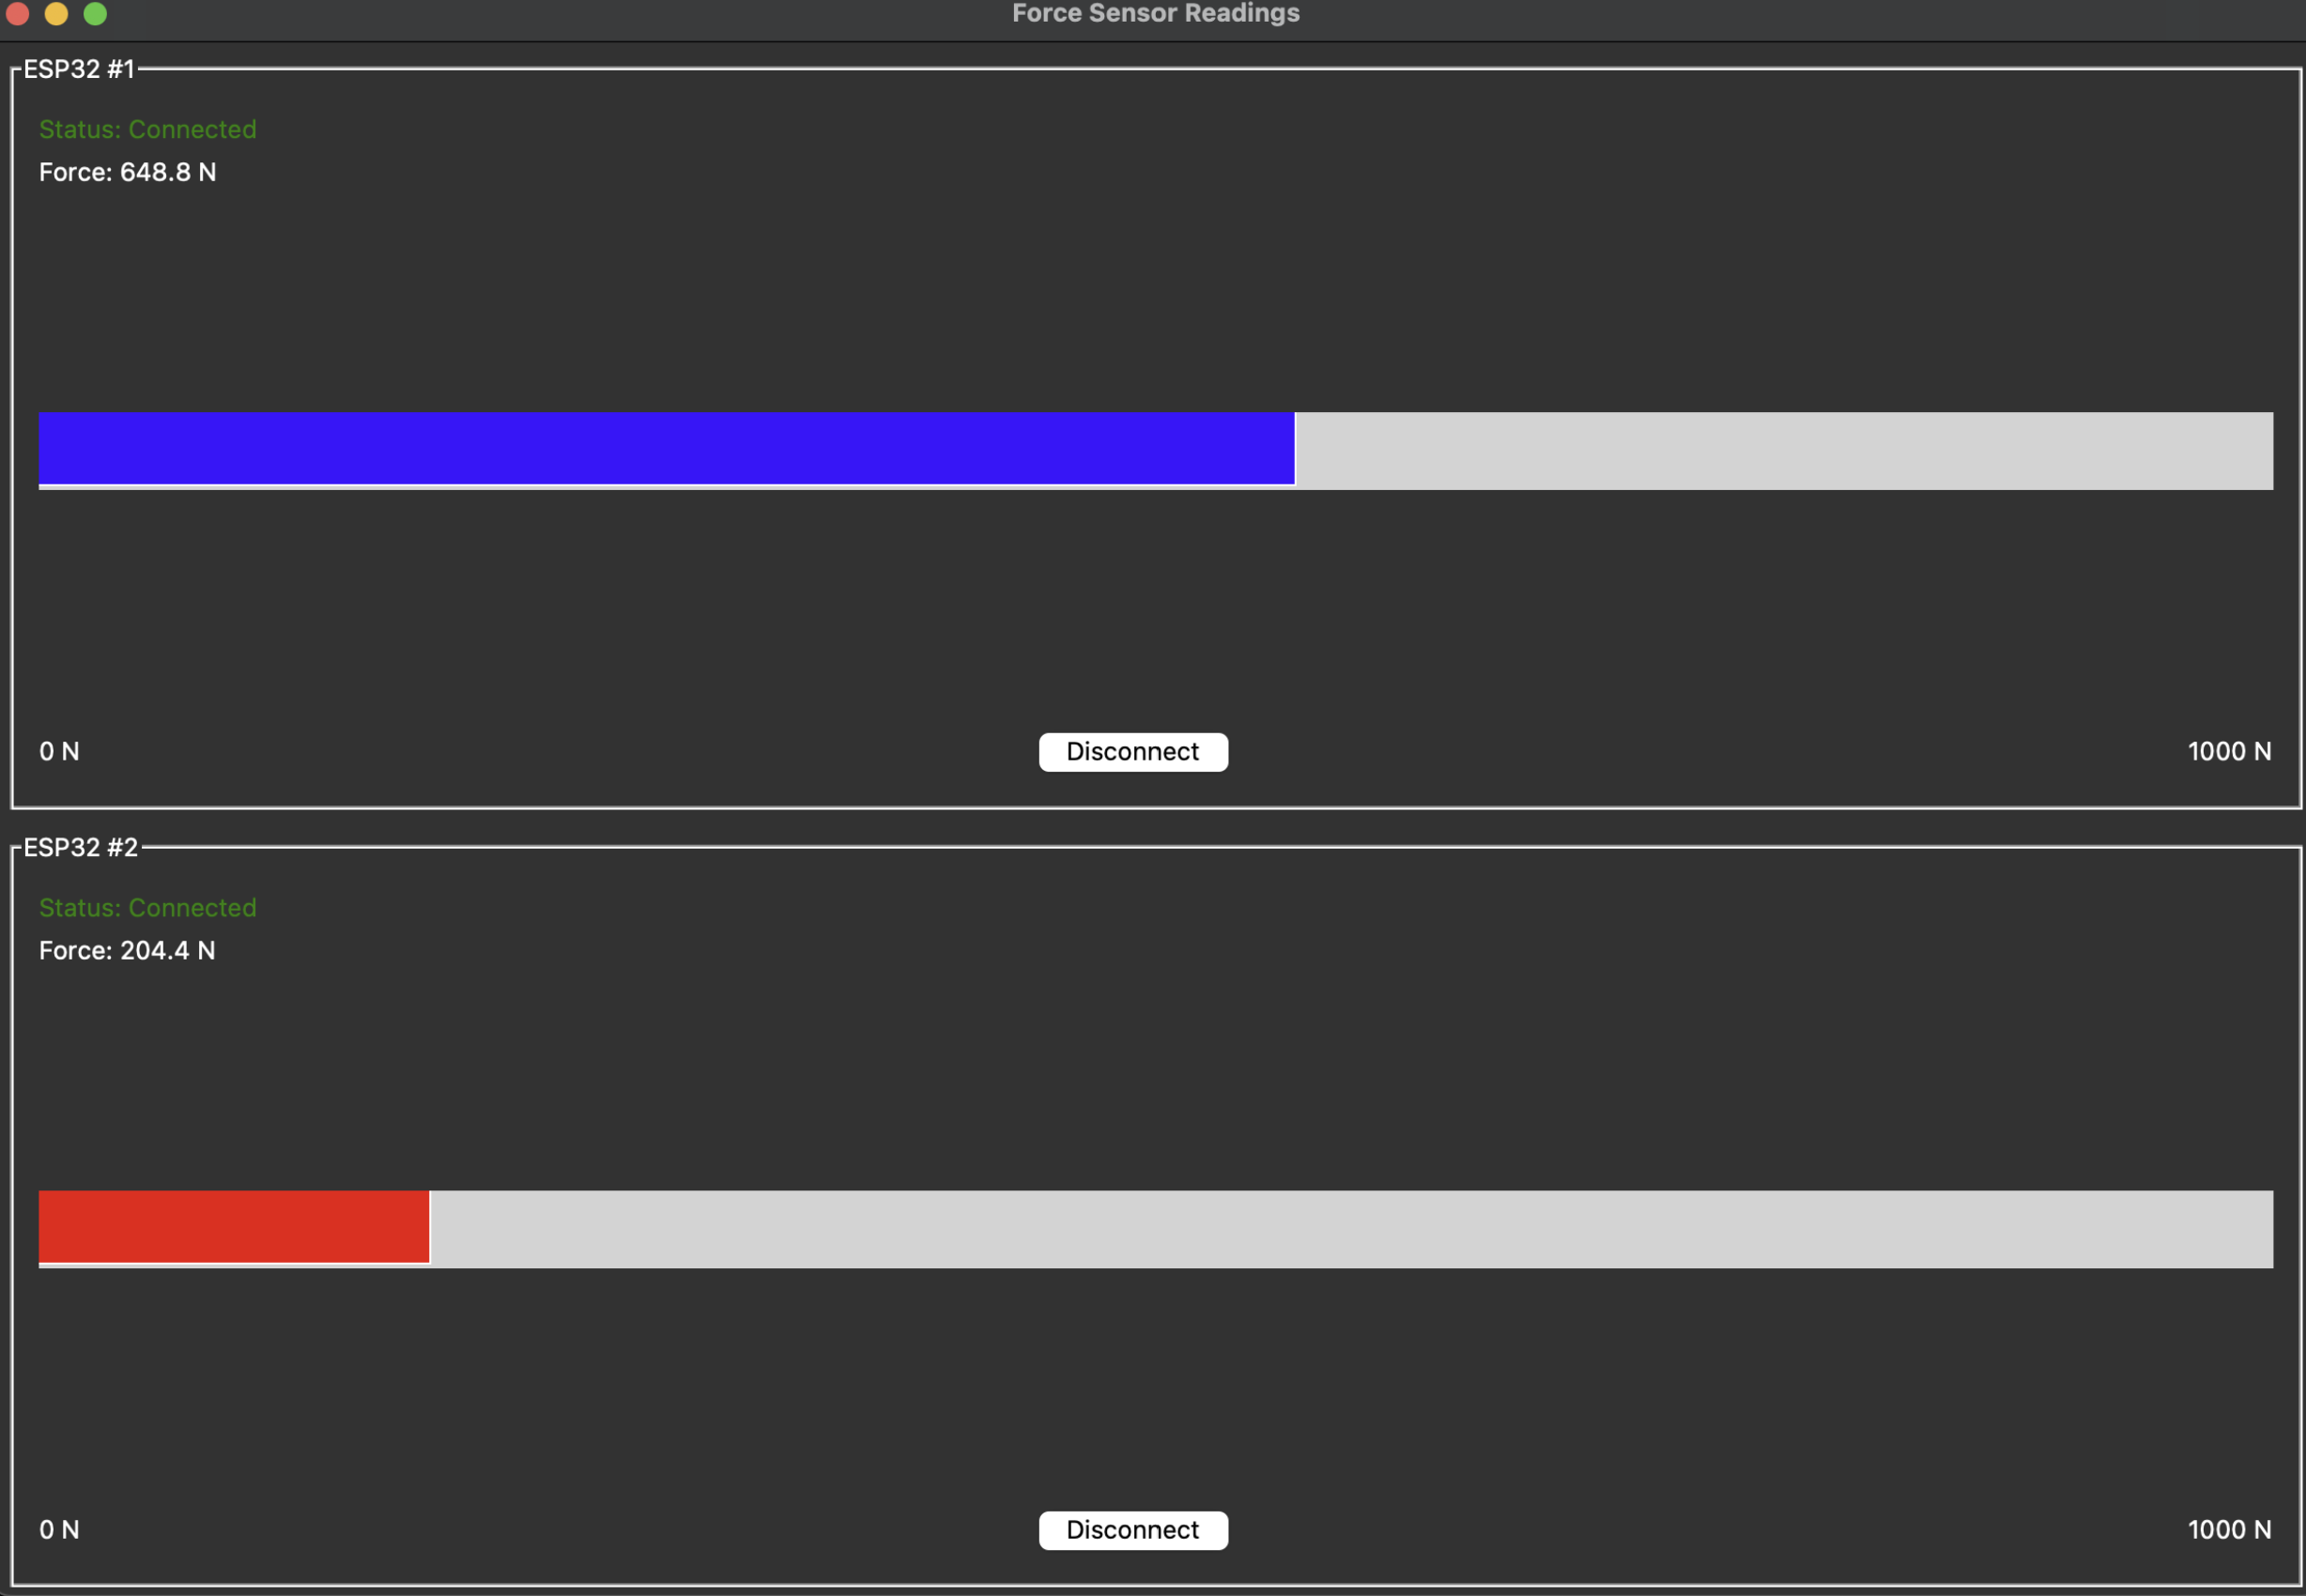 Force Sensor Readings
ESP32 #1
Status: Connected
Force: 648.8 N
0 N Disconnect 1000 N
ESP32 #2
Status: Connected
Force: 204.4 N
0 N Disconnect 1000 N